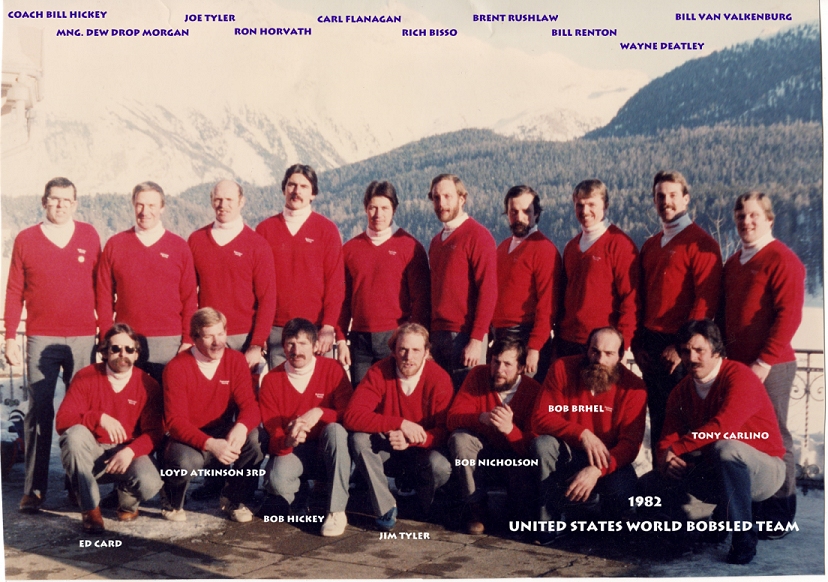 COACH BILL HICKEY
MNG. DEW DROP MORGAN
JOE TYLER
RON HORVATH
CARL FLANAGAN
RICH BISSO
BRENT RUSHLAW
BILL RENTON
WAYNE DEATLEY
BILL VAN VALKENBURG
ED CARD
LOYD ATKINSON 3RD
BOB HICKEY
JIM TYLER
BOB NICHOLSON
BOB BRHEL
TONY CARLINO
1982
UNITED STATES WORLD BOBSLED TEAM